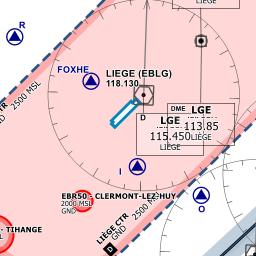 R
FOXHE
LIEGE (EBLG)
118.130
2500 MSL
D
DME LGE
113.85
LIEGE
LGE
115.450
LIEGE
I
O
EBR50 - CLERMONT-LEZ-HUY
2000 MSL
GND
LIEGE CTR
2500 MSL
GND
- TIHANGE
D